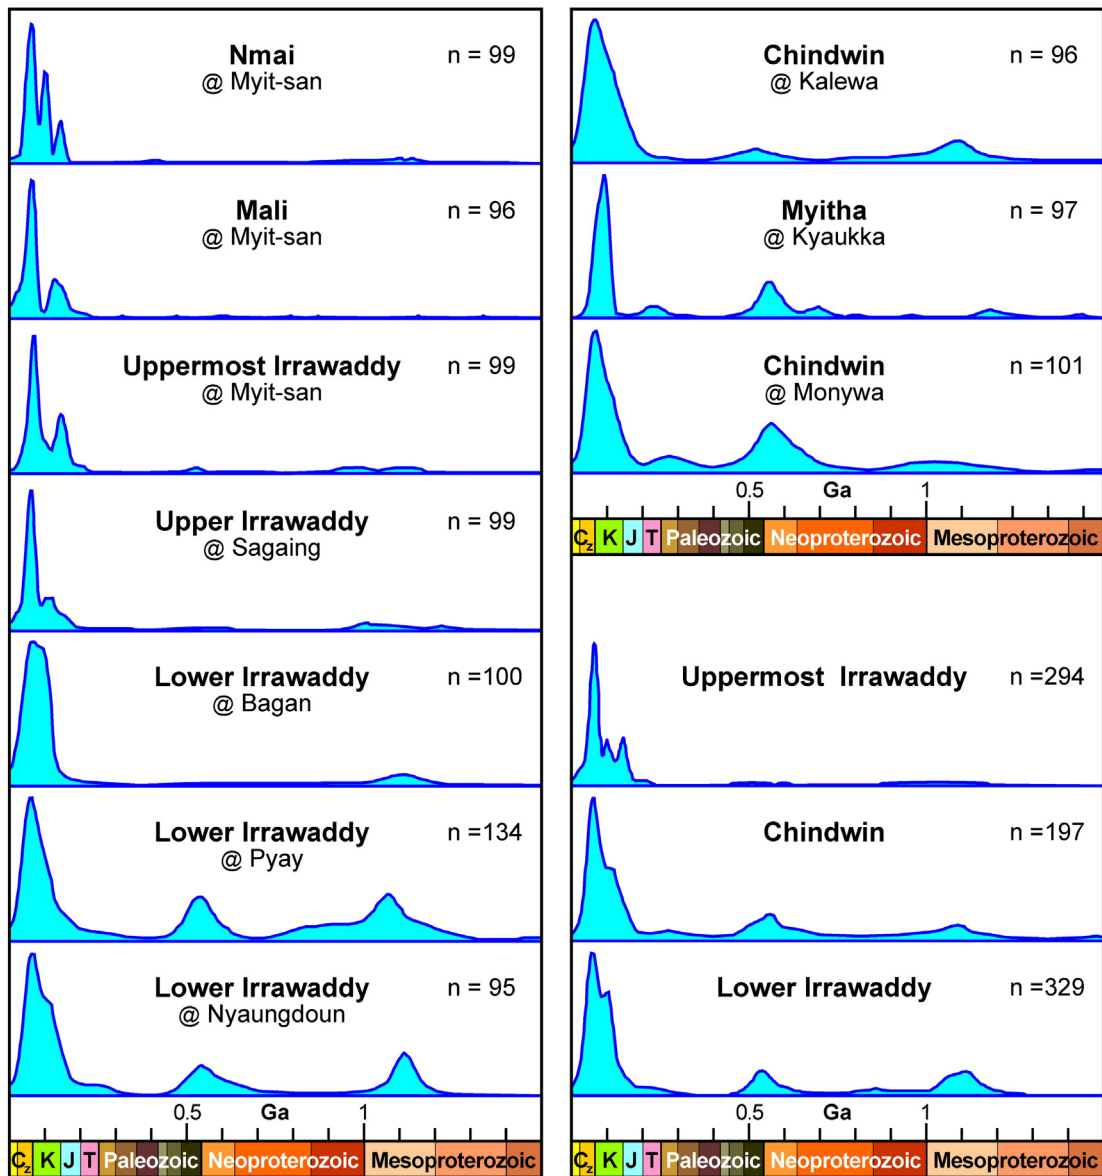 Nmai
@ Myit-san
n = 99
Mali
@ Myit-san
n = 96
Uppermost Irrawaddy
@ Myit-san
n = 99
Upper Irrawaddy
@ Sagaing
n = 99
Lower Irrawaddy
@ Bagan
n =100
Lower Irrawaddy
@ Pyay
n =134
Lower Irrawaddy
@ Nyaungdoun
n = 95
0.5 Ga 1
Cz K J T Paleozoic Neoproterozoic Mesoproterozoic
Chindwin
@ Kalewa
n = 96
Myitha
@ Kyaukka
n = 97
Chindwin
@ Monywa
n =101
0.5 Ga 1
Cz K J T Paleozoic Neoproterozoic Mesoproterozoic
Uppermost Irrawaddy
n =294
Chindwin
n =197
Lower Irrawaddy
n =329
0.5 Ga 1
Cz K J T Paleozoic Neoproterozoic Mesoproterozoic